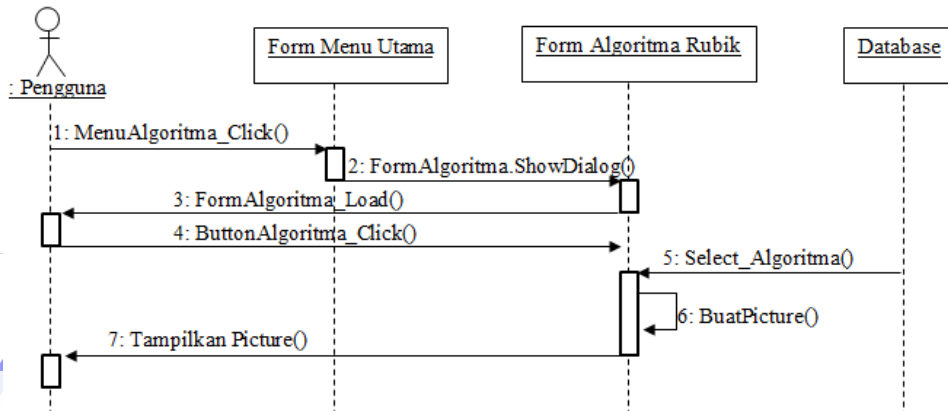 Form Menu Utama
Form Algoritma Rubik
Database
: Pengguna
1: MenuAlgoritma_Click()
2: FormAlgoritma.ShowDialog()
3: FormAlgoritma_Load()
4: ButtonAlgoritma_Click()
5: Select_Algoritma()
6: BuatPicture()
7: Tampilkan Picture()